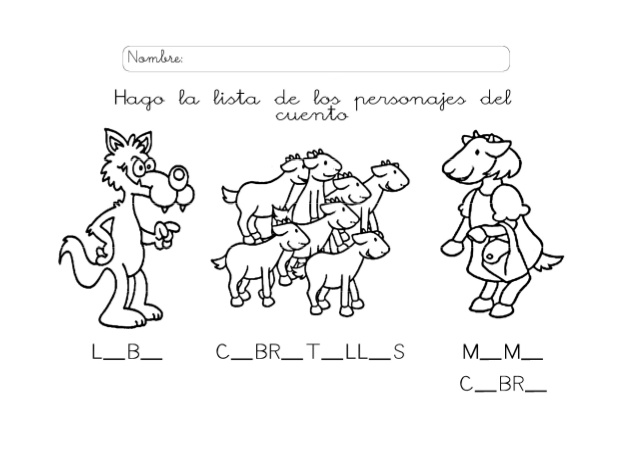 Nombre:
Hago la lista de los personajes del
cuento
L__B__ C__BR__T__LL__S M__M__
C__BR__